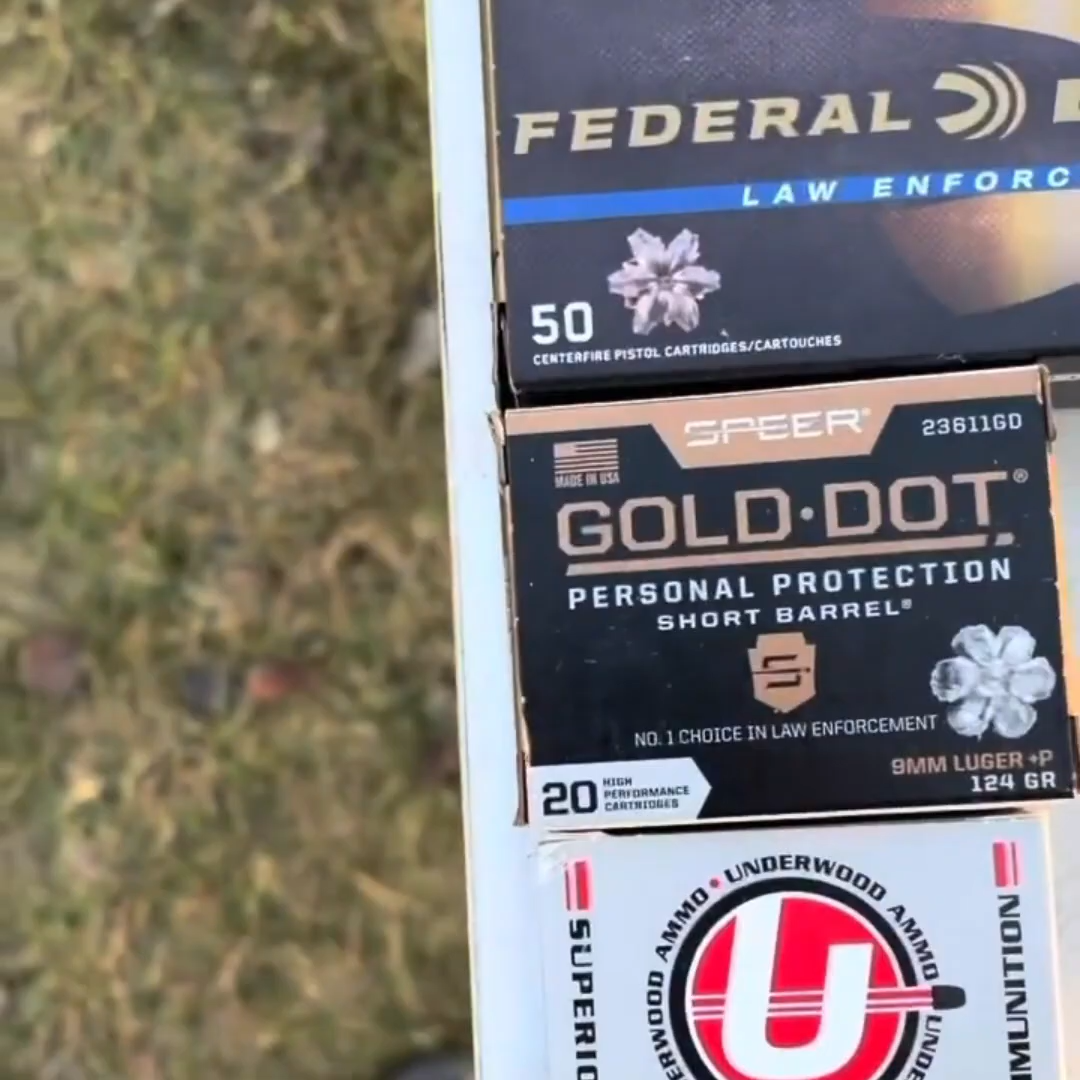 FEDERAL
LAW ENFORC
50
CENTERFIRE PISTOL CARTRIDGES/CARTOUCHES
SPEER®
23611GD
MADE IN USA
GOLD·DOT®
PERSONAL PROTECTION
SHORT BARREL®
NO. 1 CHOICE IN LAW ENFORCEMENT
9MM LUGER +P
124 GR
20
HIGH
PERFORMANCE
CARTRIDGES
UNDERWOOD AMMO • UNDERWOOD AMMO
U
SUPERIO
MUNITION